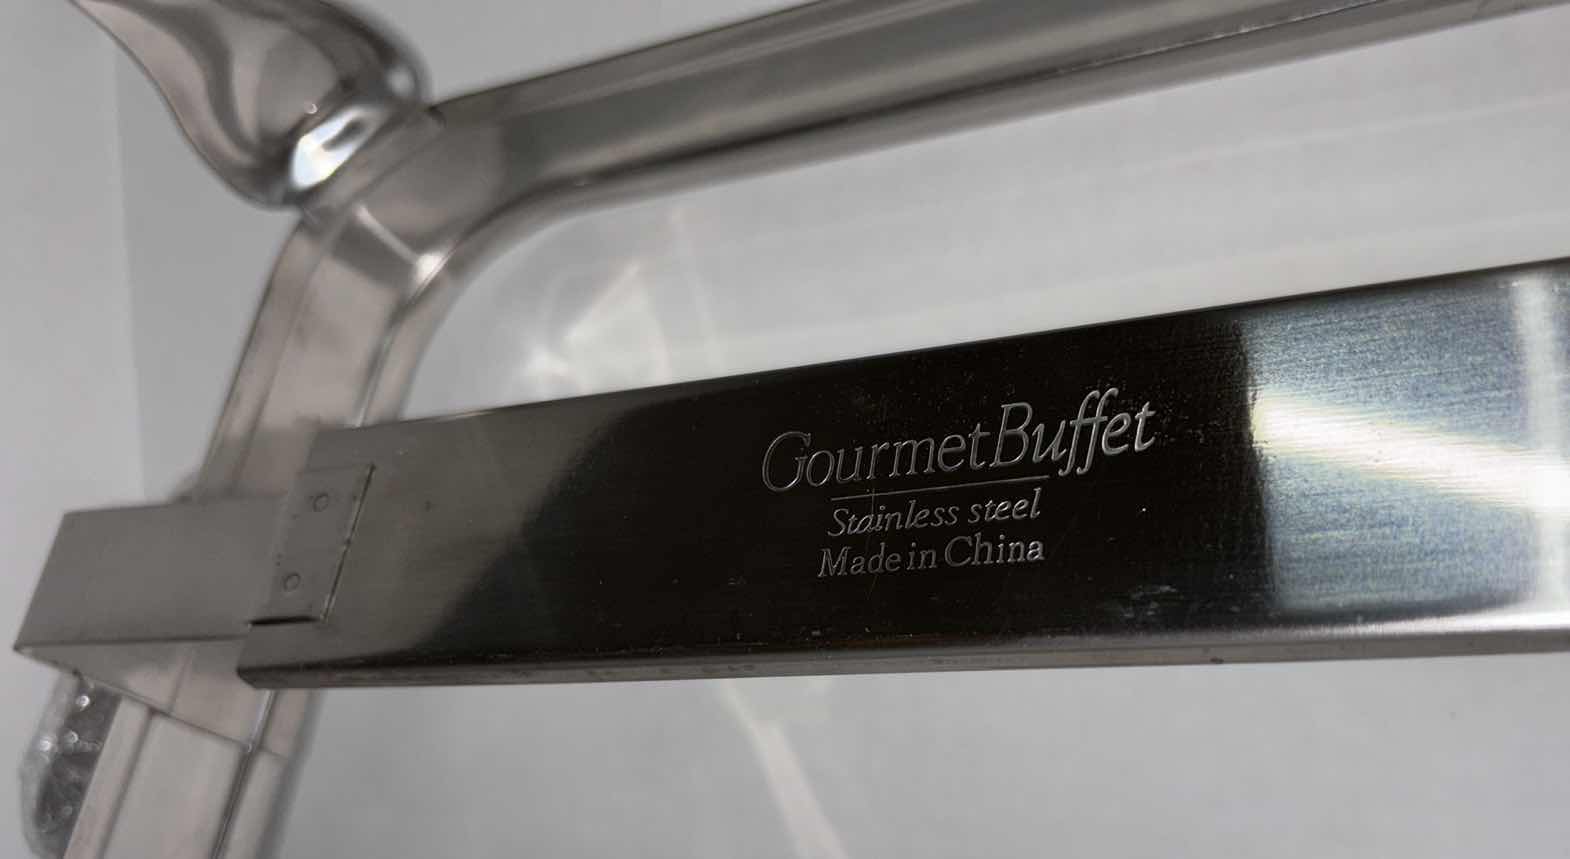 GourmetBuffet
Stainless steel
Made in China